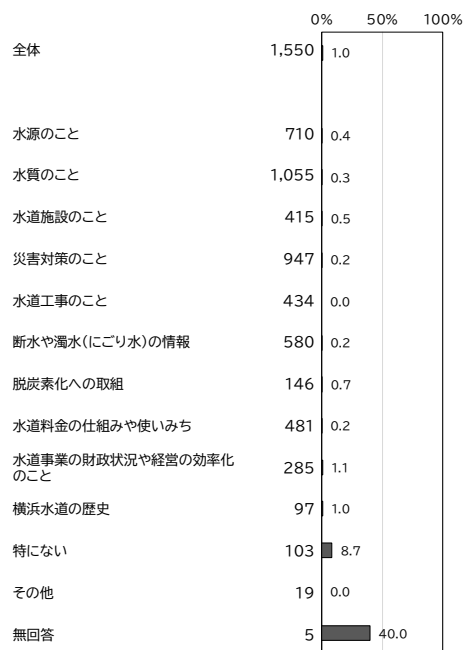 0% 50% 100%
全体 1,550 1.0
水源のこと 710 0.4
水質のこと 1,055 0.3
水道施設のこと 415 0.5
災害対策のこと 947 0.2
水道工事のこと 434 0.0
断水や濁水(にごり水)の情報 580 0.2
脱炭素化への取組 146 0.7
水道料金の仕組みや使いみち 481 0.2
水道事業の財政状況や経営の効率化
のこと 285 1.1
横浜水道の歴史 97 1.0
特にない 103 8.7
その他 19 0.0
無回答 5 40.0